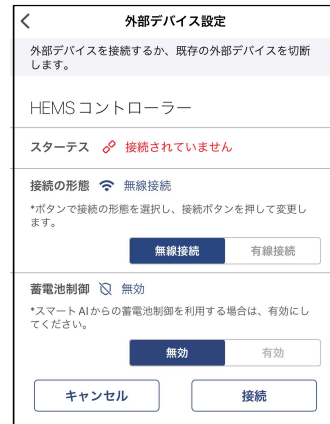 外部デバイス設定
外部デバイスを接続するか、既存の外部デバイスを切断
します。
HEMSコントローラー
スターテス 接続されていません
接続の形態 無線接続
*ボタンで接続の形態を選択し、接続ボタンを押して変更し
ます。
無線接続 有線接続
蓄電池制御 無効
*スマートAIからの蓄電池制御を利用する場合は、有効にし
てください。
無効 有効
キャンセル 接続